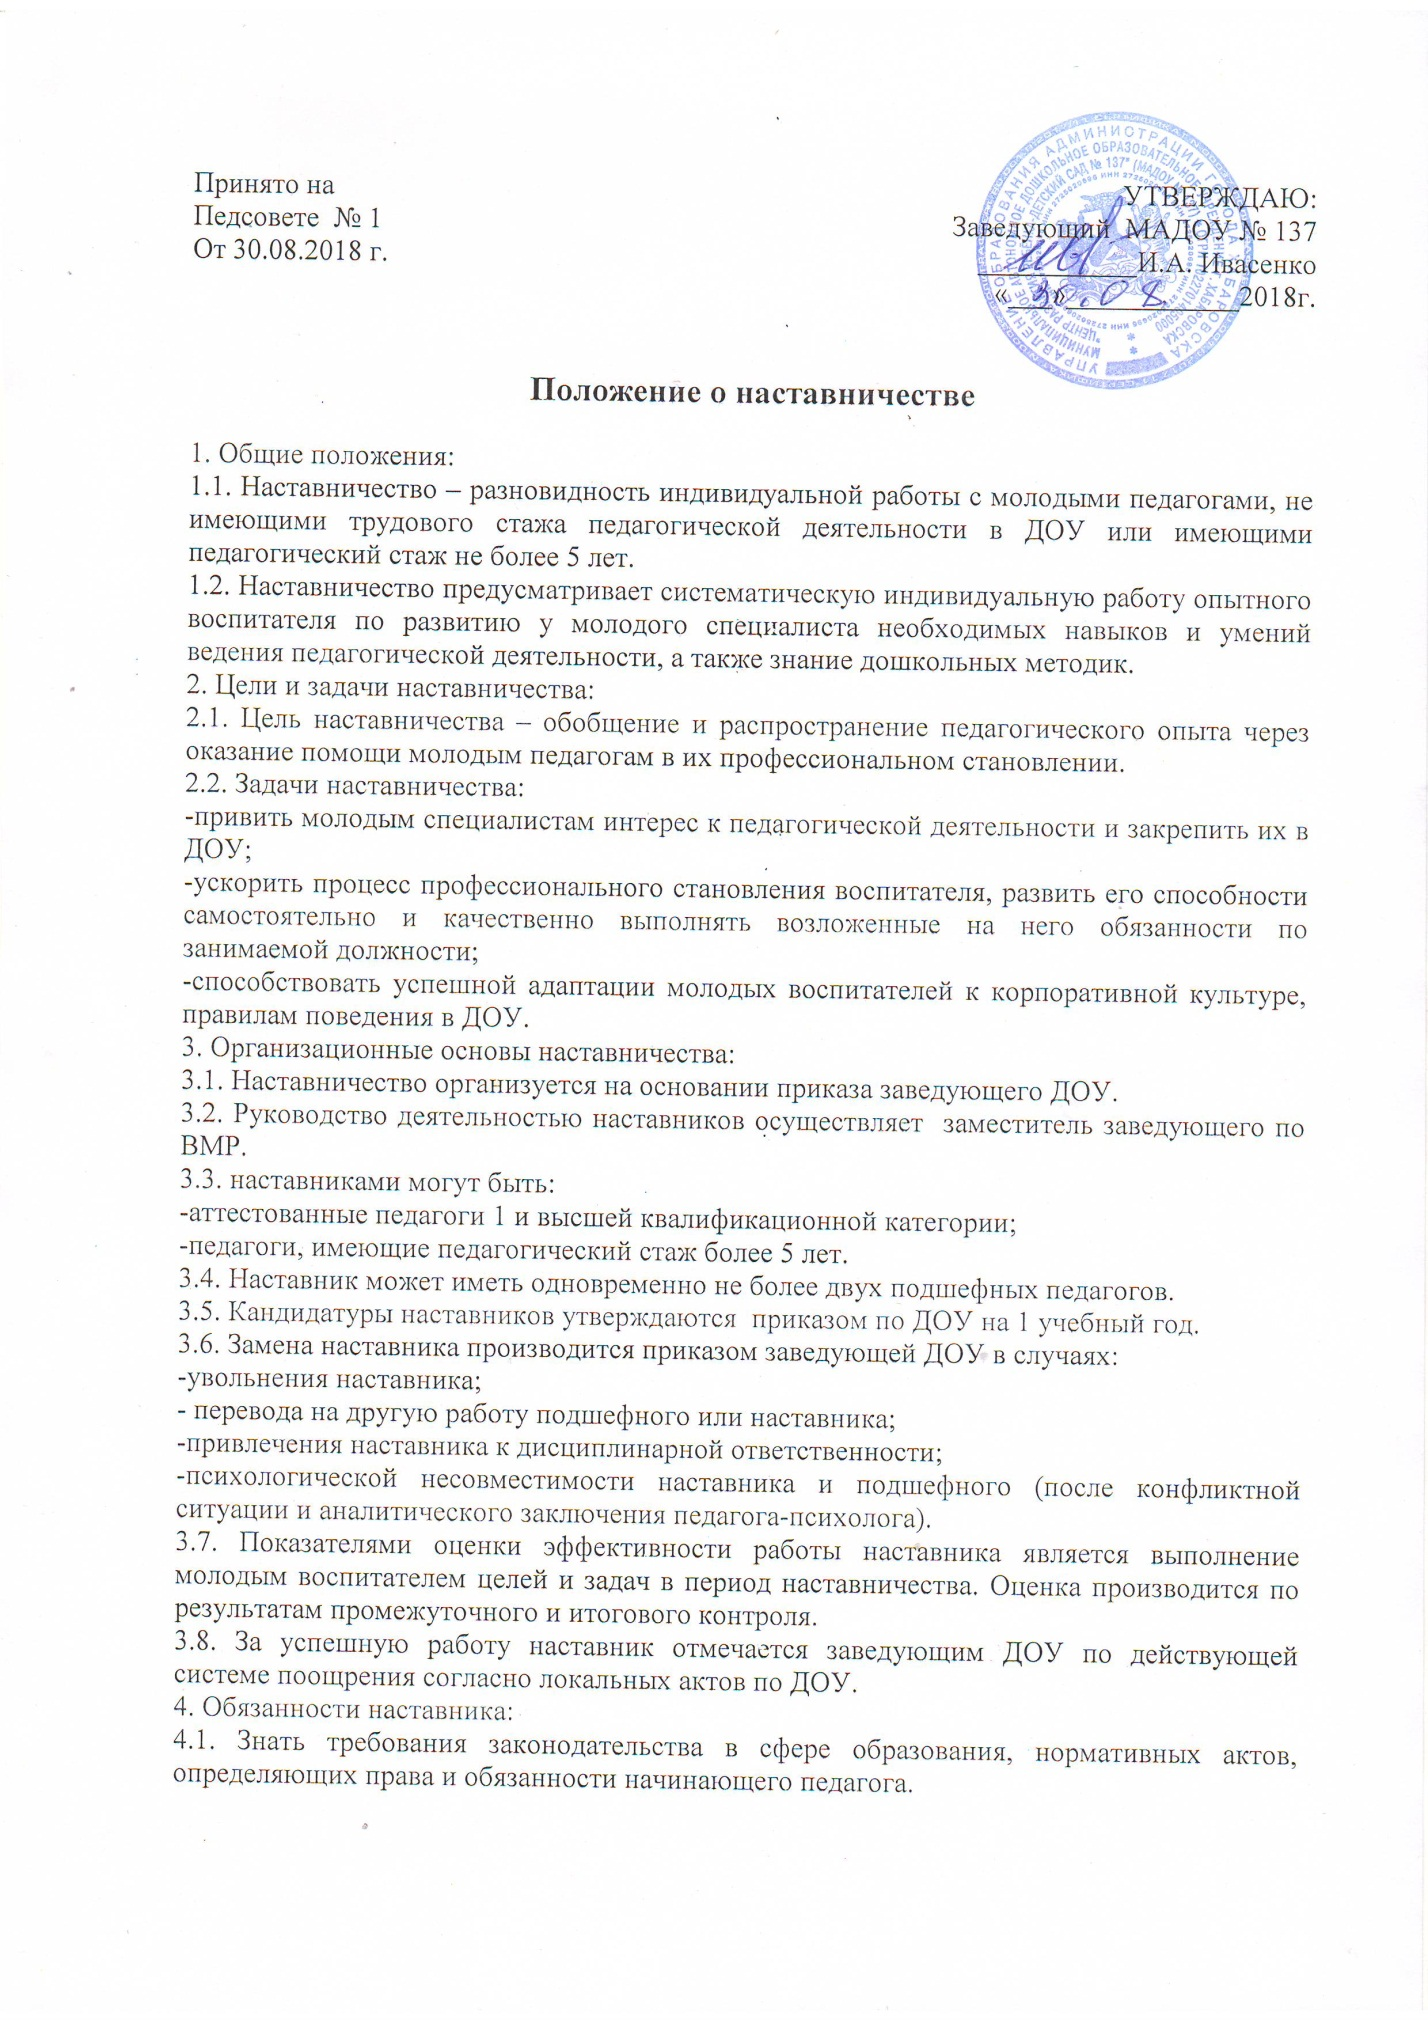 Принято на
Педсовете № 1
От 30.08.2018 г.
УТВЕРЖДАЮ:
Заведующий МАДОУ № 137
И.А. Ивасенко
« 30 » 08 2018г.
Положение о наставничестве
1. Общие положения:
1.1. Наставничество – разновидность индивидуальной работы с молодыми педагогами, не
имеющими трудового стажа педагогической деятельности в ДОУ или имеющими
педагогический стаж не более 5 лет.
1.2. Наставничество предусматривает систематическую индивидуальную работу опытного
воспитателя по развитию у молодого специалиста необходимых навыков и умений
ведения педагогической деятельности, а также знание дошкольных методик.
2. Цели и задачи наставничества:
2.1. Цель наставничества – обобщение и распространение педагогического опыта через
оказание помощи молодым педагогам в их профессиональном становлении.
2.2. Задачи наставничества:
-привить молодым специалистам интерес к педагогической деятельности и закрепить их в
ДОУ;
-ускорить процесс профессионального становления воспитателя, развить его способности
самостоятельно и качественно выполнять возложенные на него обязанности по
занимаемой должности;
-способствовать успешной адаптации молодых воспитателей к корпоративной культуре,
правилам поведения в ДОУ.
3. Организационные основы наставничества:
3.1. Наставничество организуется на основании приказа заведующего ДОУ.
3.2. Руководство деятельностью наставников осуществляет заместитель заведующего по
ВМР.
3.3. наставниками могут быть:
-аттестованные педагоги 1 и высшей квалификационной категории;
-педагоги, имеющие педагогический стаж более 5 лет.
3.4. Наставник может иметь одновременно не более двух подшефных педагогов.
3.5. Кандидатуры наставников утверждаются приказом по ДОУ на 1 учебный год.
3.6. Замена наставника производится приказом заведующей ДОУ в случаях:
-увольнения наставника;
- перевода на другую работу подшефного или наставника;
-привлечения наставника к дисциплинарной ответственности;
-психологической несовместимости наставника и подшефного (после конфликтной
ситуации и аналитического заключения педагога-психолога).
3.7. Показателями оценки эффективности работы наставника является выполнение
молодым воспитателем целей и задач в период наставничества. Оценка производится по
результатам промежуточного и итогового контроля.
3.8. За успешную работу наставник отмечается заведующим ДОУ по действующей
системе поощрения согласно локальных актов по ДОУ.
4. Обязанности наставника:
4.1. Знать требования законодательства в сфере образования, нормативных актов,
определяющих права и обязанности начинающего педагога.